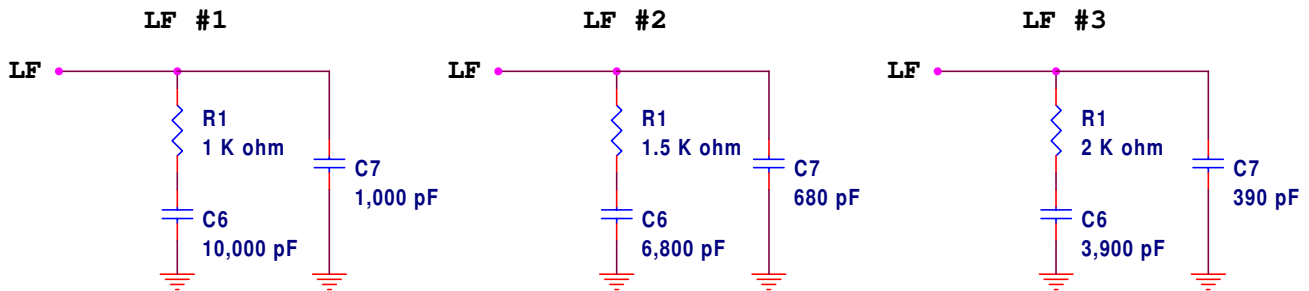 LF #1
LF #2
LF #3
LF
R1
1 K ohm
C7
1,000 pF
C6
10,000 pF
LF
R1
1.5 K ohm
C7
680 pF
C6
6,800 pF
LF
R1
2 K ohm
C7
390 pF
C6
3,900 pF